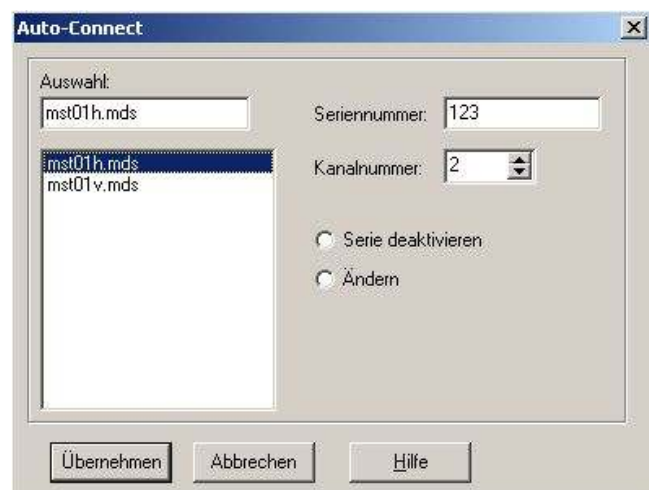 Auto-Connect
Auswahl:
mst01h.mds
mst01h.mds
mst01v.mds
Seriennummer: 123
Kanalnummer: 2
Serie deaktivieren
Ändern
Übernehmen Abbrechen Hilfe